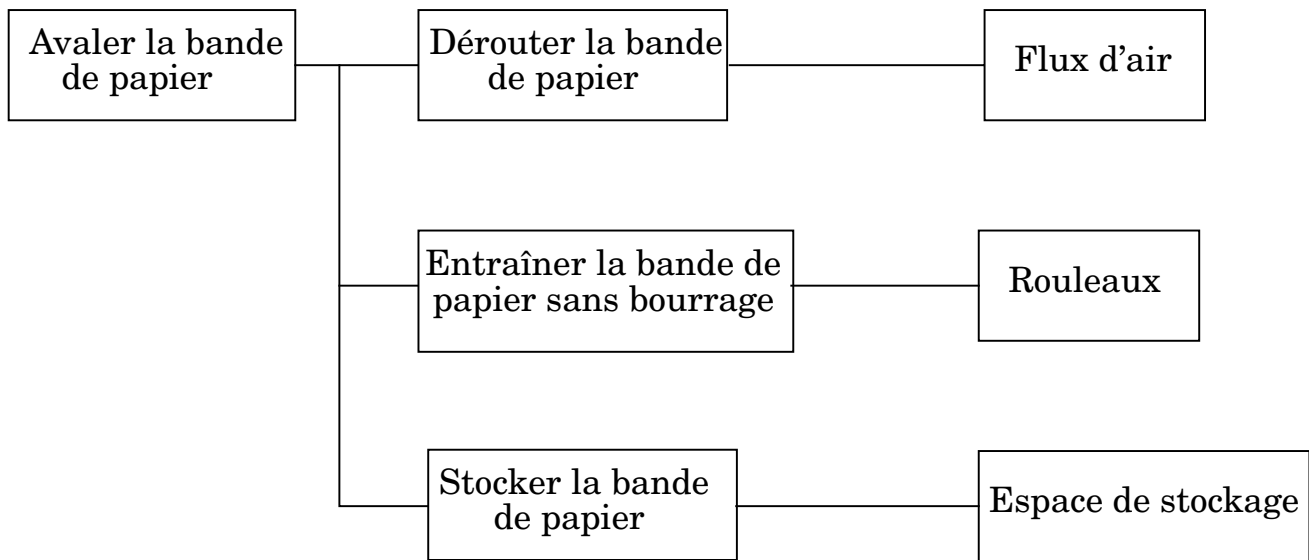 Avaler la bande
de papier
Dérouter la bande
de papier
Flux d’air
Entraîner la bande de
papier sans bourrage
Rouleaux
Stocker la bande
de papier
Espace de stockage